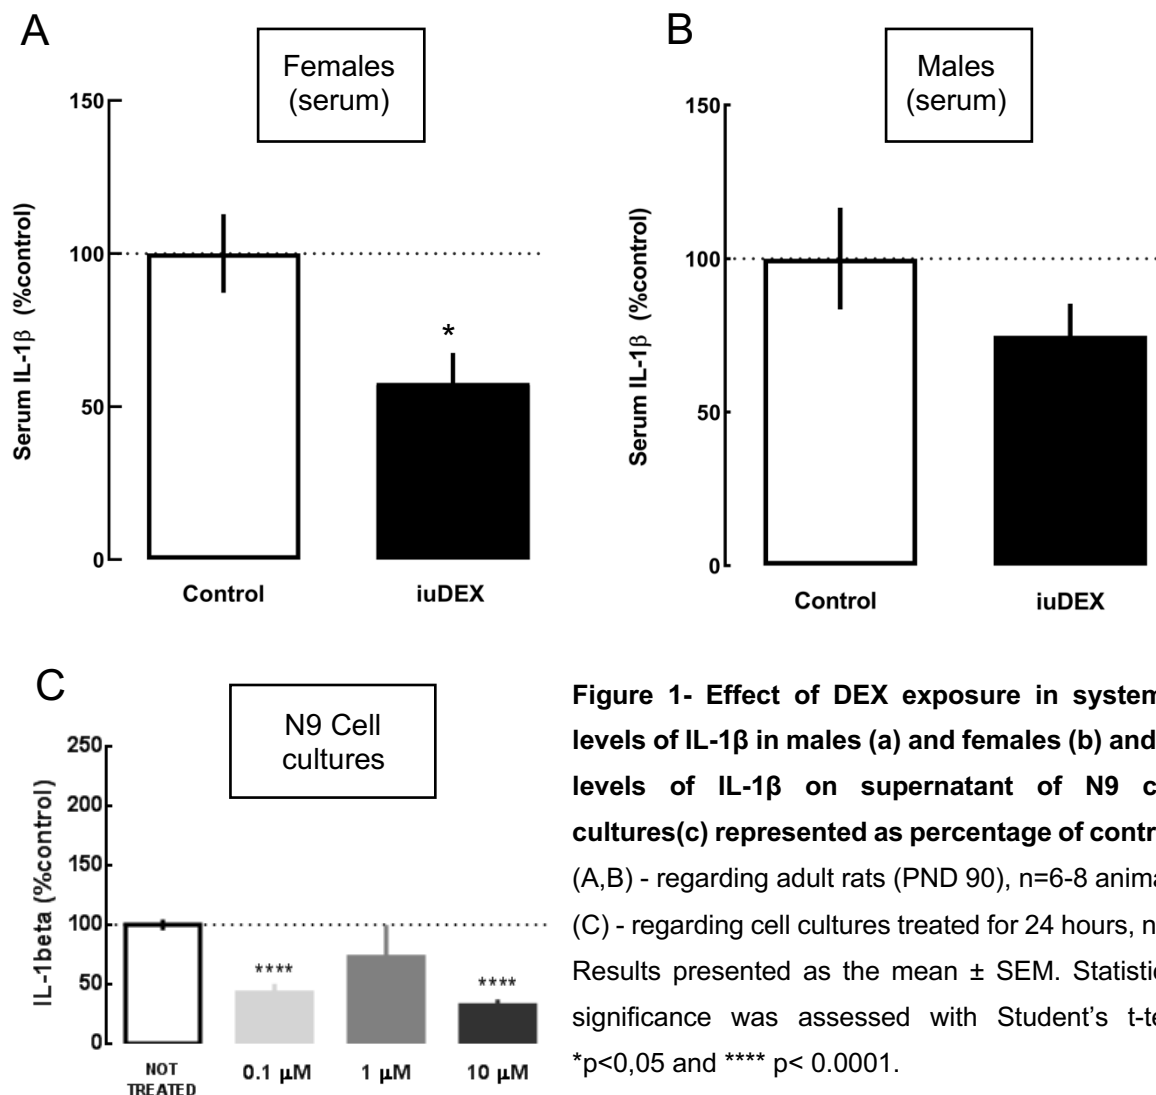 A
Females
(serum)
150
100
50
0
Serum IL-1β (%control)
*
Control
iuDEX
B
Males
(serum)
150
100
50
0
Serum IL-1β (%control)
Control
iuDEX
C
N9 Cell
cultures
250
200
150
100
50
0
IL-1beta (%control)
****
****
NOT
TREATED
0.1 µM
1 µM
10 µM
Figure 1- Effect of DEX exposure in
levels of IL-1β in males (a) and females (b) and
levels of IL-1β on supernatant of N9
cultures(c) represented as percentage of
(A,B) - regarding adult rats (PND 90), n=6-8
(C) - regarding cell cultures treated for 24 hours,
Results presented as the mean ± SEM.
significance was assessed with Student’s
*p<0,05 and **** p< 0.0001.